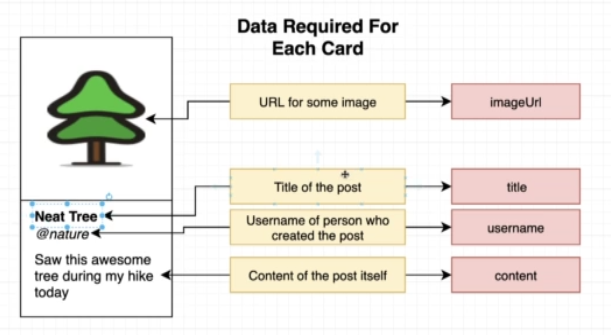 Data Required For
Each Card
URL for some image
imageUrl
Title of the post
title
Neat Tree
@nature
Username of person who
created the post
username
Saw this awesome
tree during my hike
today
Content of the post itself
content